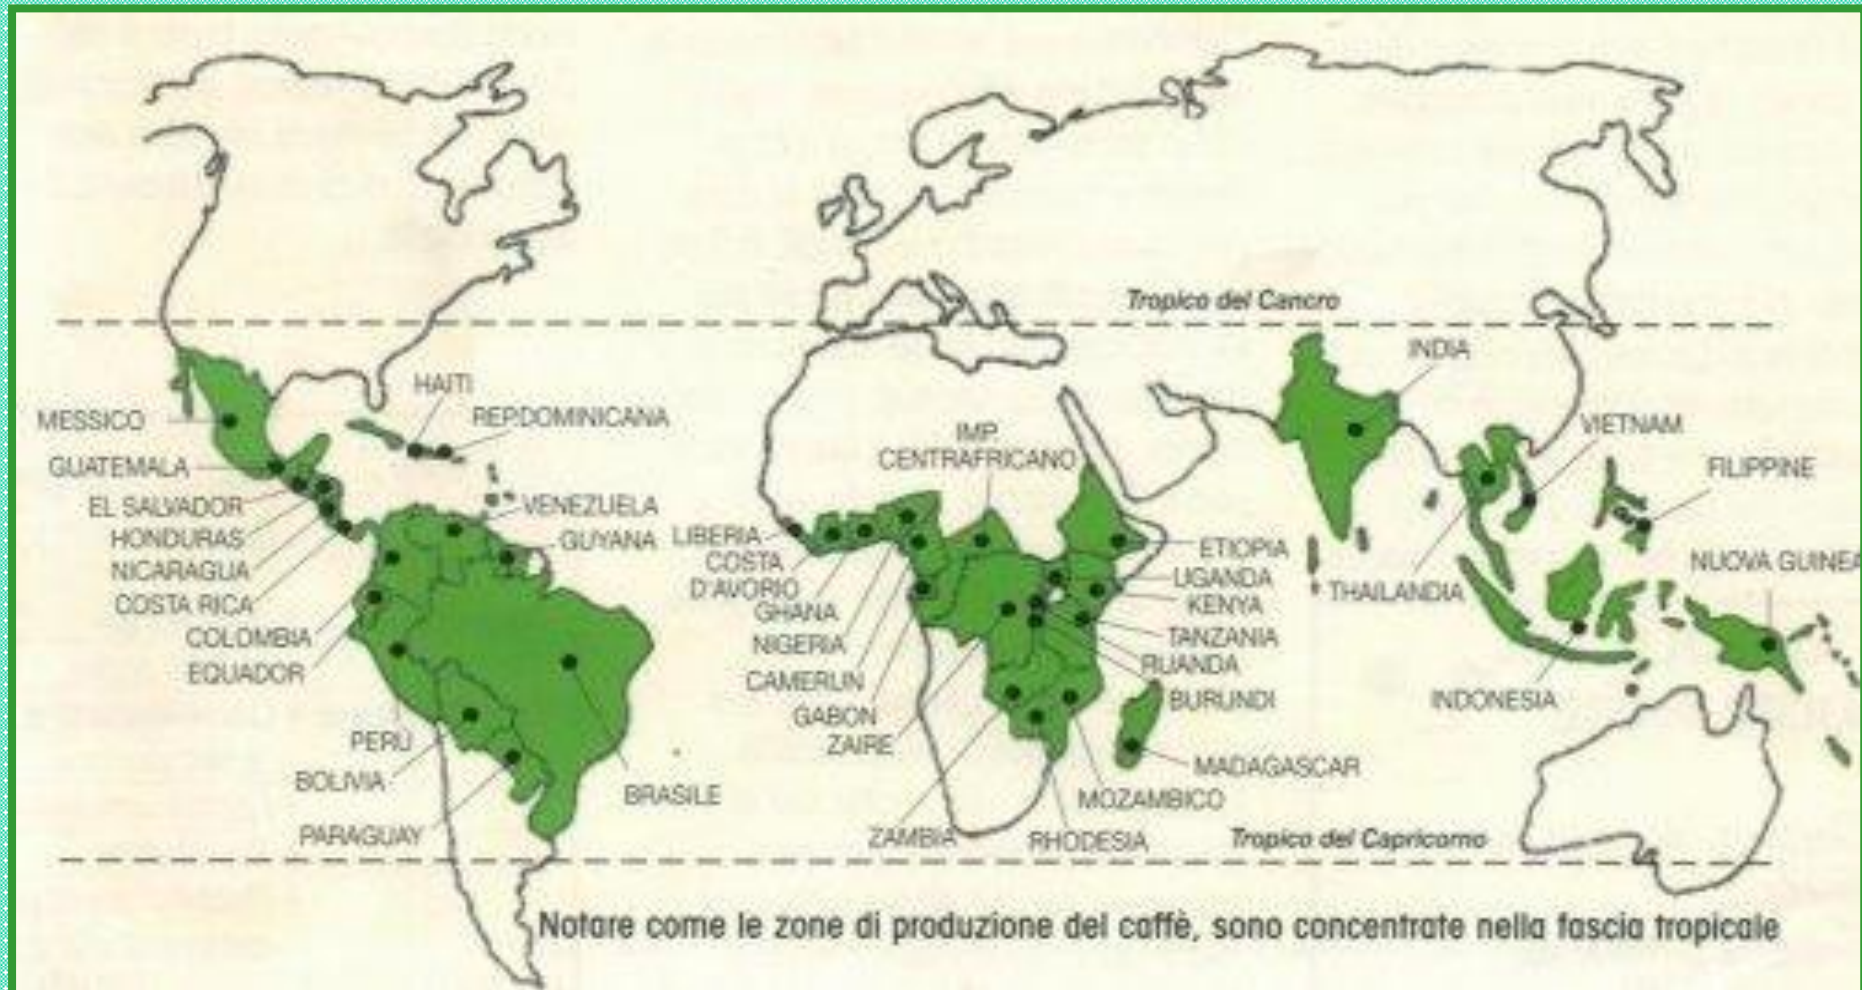 Tropico del Cancro
HAITI
REP.DOMINICANA
MESSICO
GUATEMALA
EL SALVADOR
HONDURAS
NICARAGUA
COSTA RICA
COLOMBIA
EQUADOR
PERÙ
BOLIVIA
PARAGUAY
VENEZUELA
GUYANA
BRASILE
IMP.
CENTRAFRICANO
LIBERIA
COSTA
D'AVORIO
GHANA
NIGERIA
CAMERUN
GABON
ZAIRE
ZAMBIA
RHODESIA
MOZAMBICO
MADAGASCAR
BURUNDI
RUANDA
TANZANIA
KENYA
UGANDA
ETIOPIA
INDIA
VIETNAM
FILIPPINE
THAILANDIA
NUOVA GUINEA
INDONESIA
Tropico del Capricorno
Notare come le zone di produzione del caffè, sono concentrate nella fascia tropicale